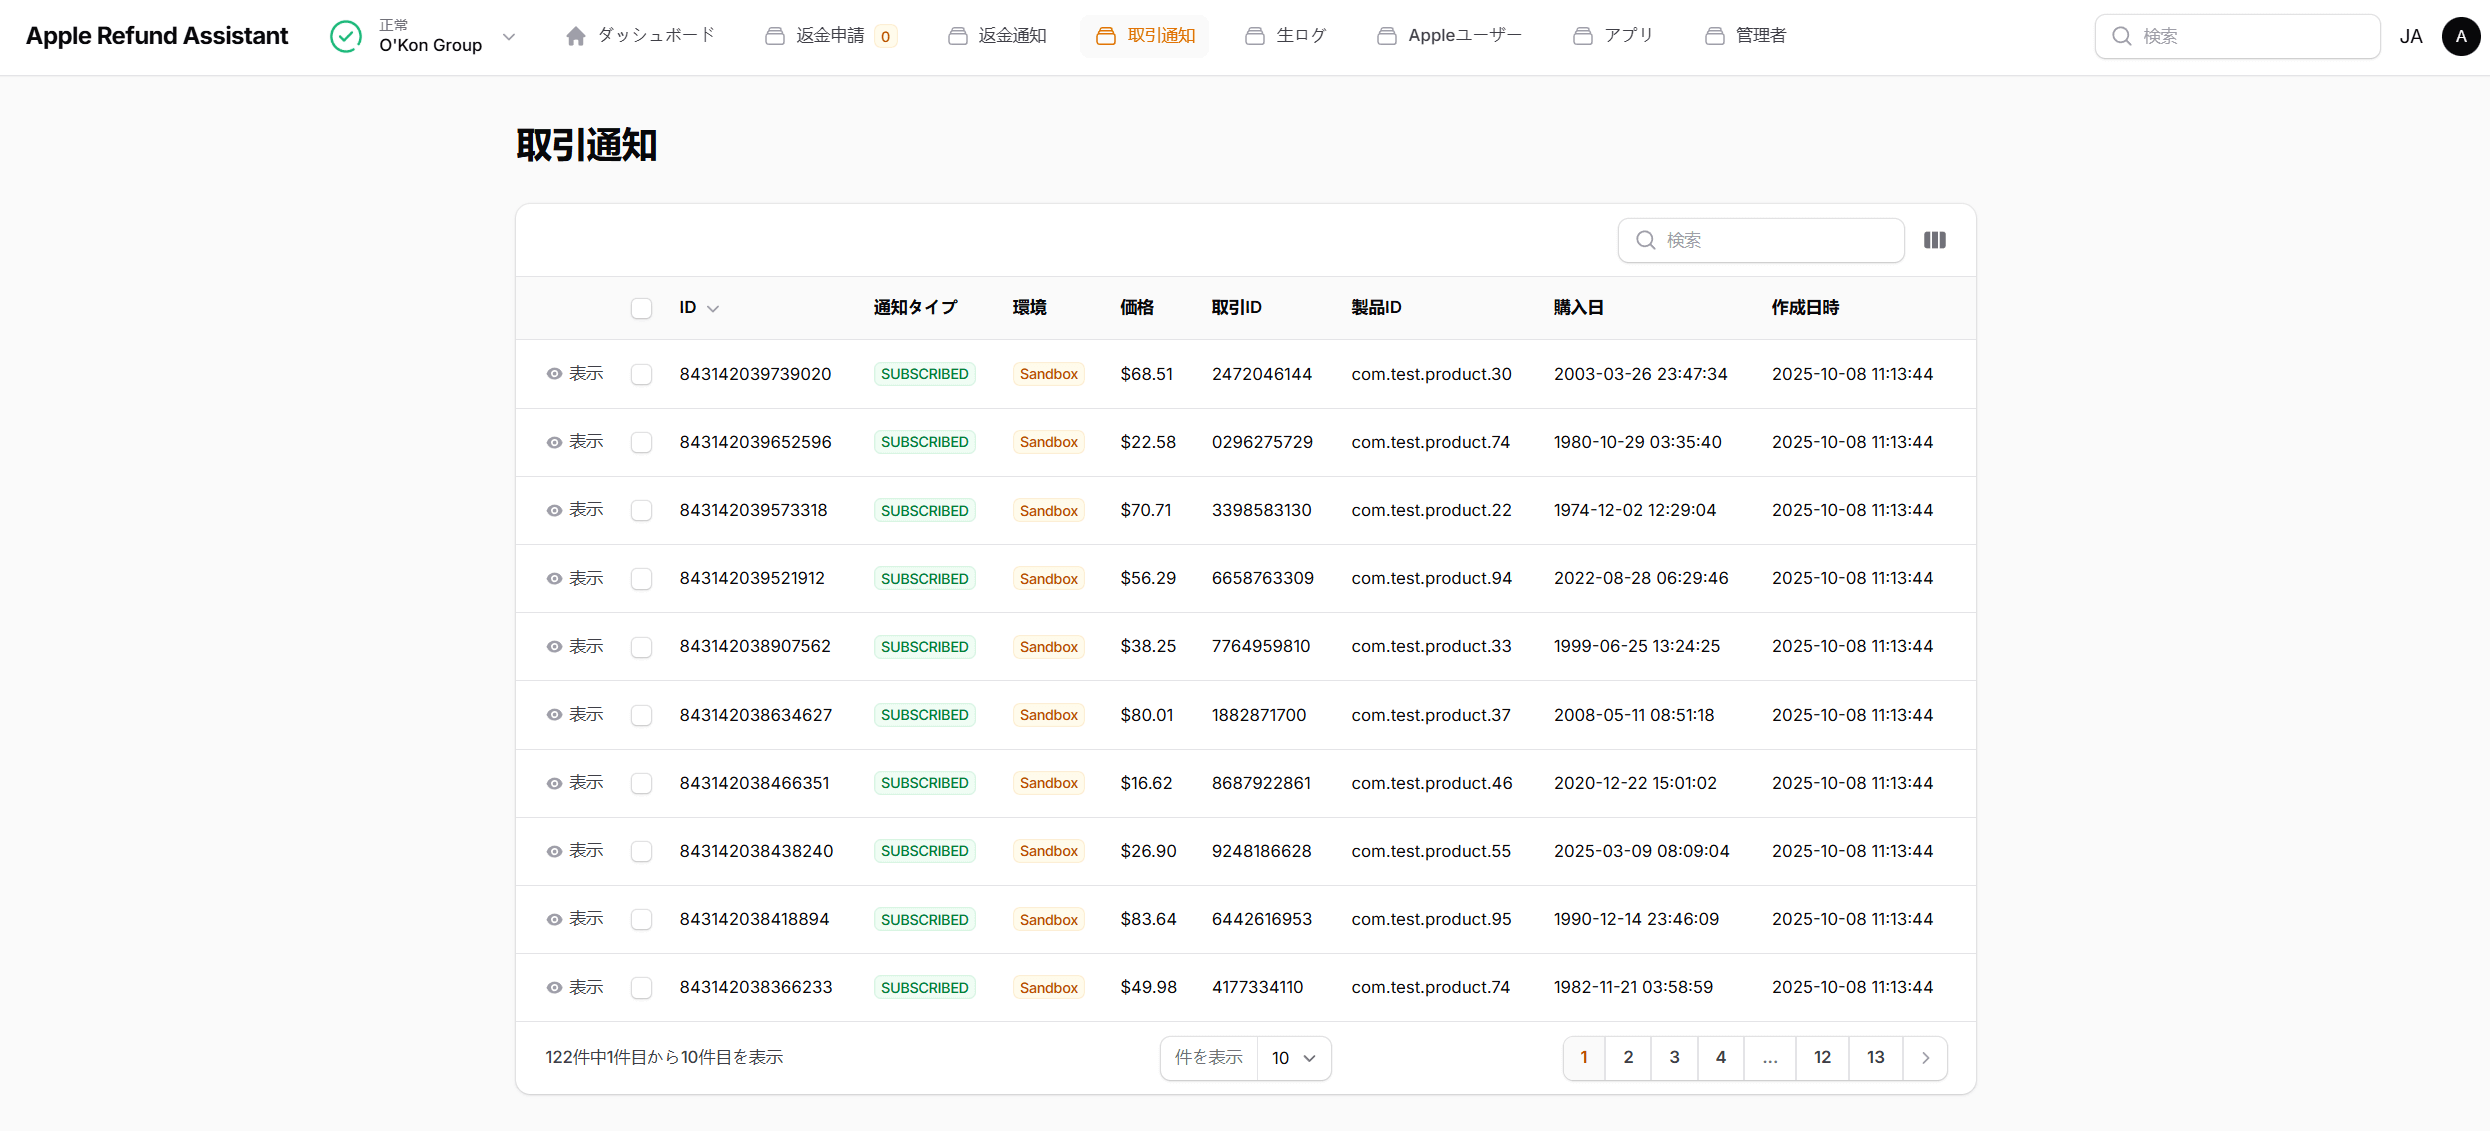 Apple Refund Assistant
正常
O'Kon Group
ダッシュボード
返金申請 0
返金通知
取引通知
生ログ
Appleユーザー
アプリ
管理者
検索
JA
A
取引通知
検索
ID 通知タイプ 環境 価格 取引ID 製品ID 購入日 作成日時
表示 843142039739020 SUBSCRIBED Sandbox $68.51 2472046144 com.test.product.30 2003-03-26 23:47:34 2025-10-08 11:13:44
表示 843142039652596 SUBSCRIBED Sandbox $22.58 0296275729 com.test.product.74 1980-10-29 03:35:40 2025-10-08 11:13:44
表示 843142039573318 SUBSCRIBED Sandbox $70.71 3398583130 com.test.product.22 1974-12-02 12:29:04 2025-10-08 11:13:44
表示 843142039521912 SUBSCRIBED Sandbox $56.29 6658763309 com.test.product.94 2022-08-28 06:29:46 2025-10-08 11:13:44
表示 843142038907562 SUBSCRIBED Sandbox $38.25 7764959810 com.test.product.33 1999-06-25 13:24:25 2025-10-08 11:13:44
表示 843142038634627 SUBSCRIBED Sandbox $80.01 1882871700 com.test.product.37 2008-05-11 08:51:18 2025-10-08 11:13:44
表示 843142038466351 SUBSCRIBED Sandbox $16.62 8687922861 com.test.product.46 2020-12-22 15:01:02 2025-10-08 11:13:44
表示 843142038438240 SUBSCRIBED Sandbox $26.90 9248186628 com.test.product.55 2025-03-09 08:09:04 2025-10-08 11:13:44
表示 843142038418894 SUBSCRIBED Sandbox $83.64 6442616953 com.test.product.95 1990-12-14 23:46:09 2025-10-08 11:13:44
表示 843142038366233 SUBSCRIBED Sandbox $49.98 4177334110 com.test.product.74 1982-11-21 03:58:59 2025-10-08 11:13:44
122件中1件目から10件目を表示
件を表示 10
1 2 3 4 ... 12 13